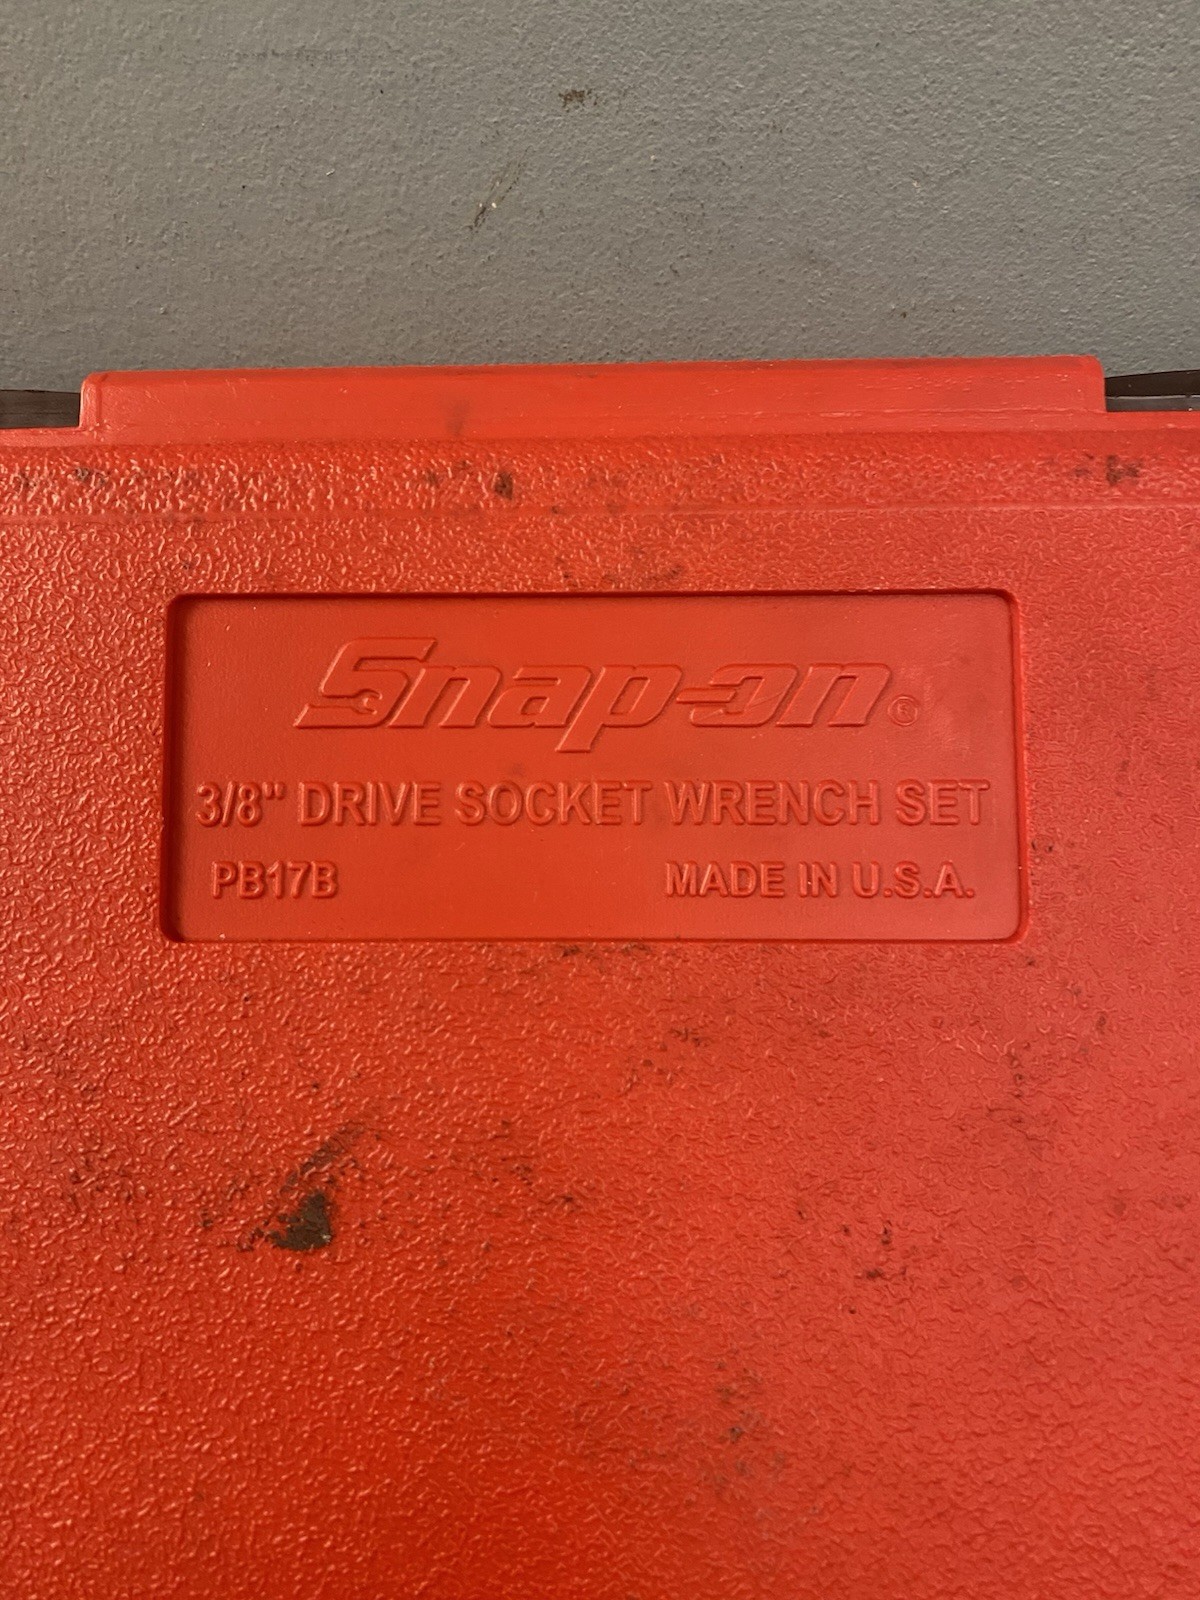 Snap-on®
3/8" DRIVE SOCKET WRENCH SET
PB17B MADE IN U.S.A.